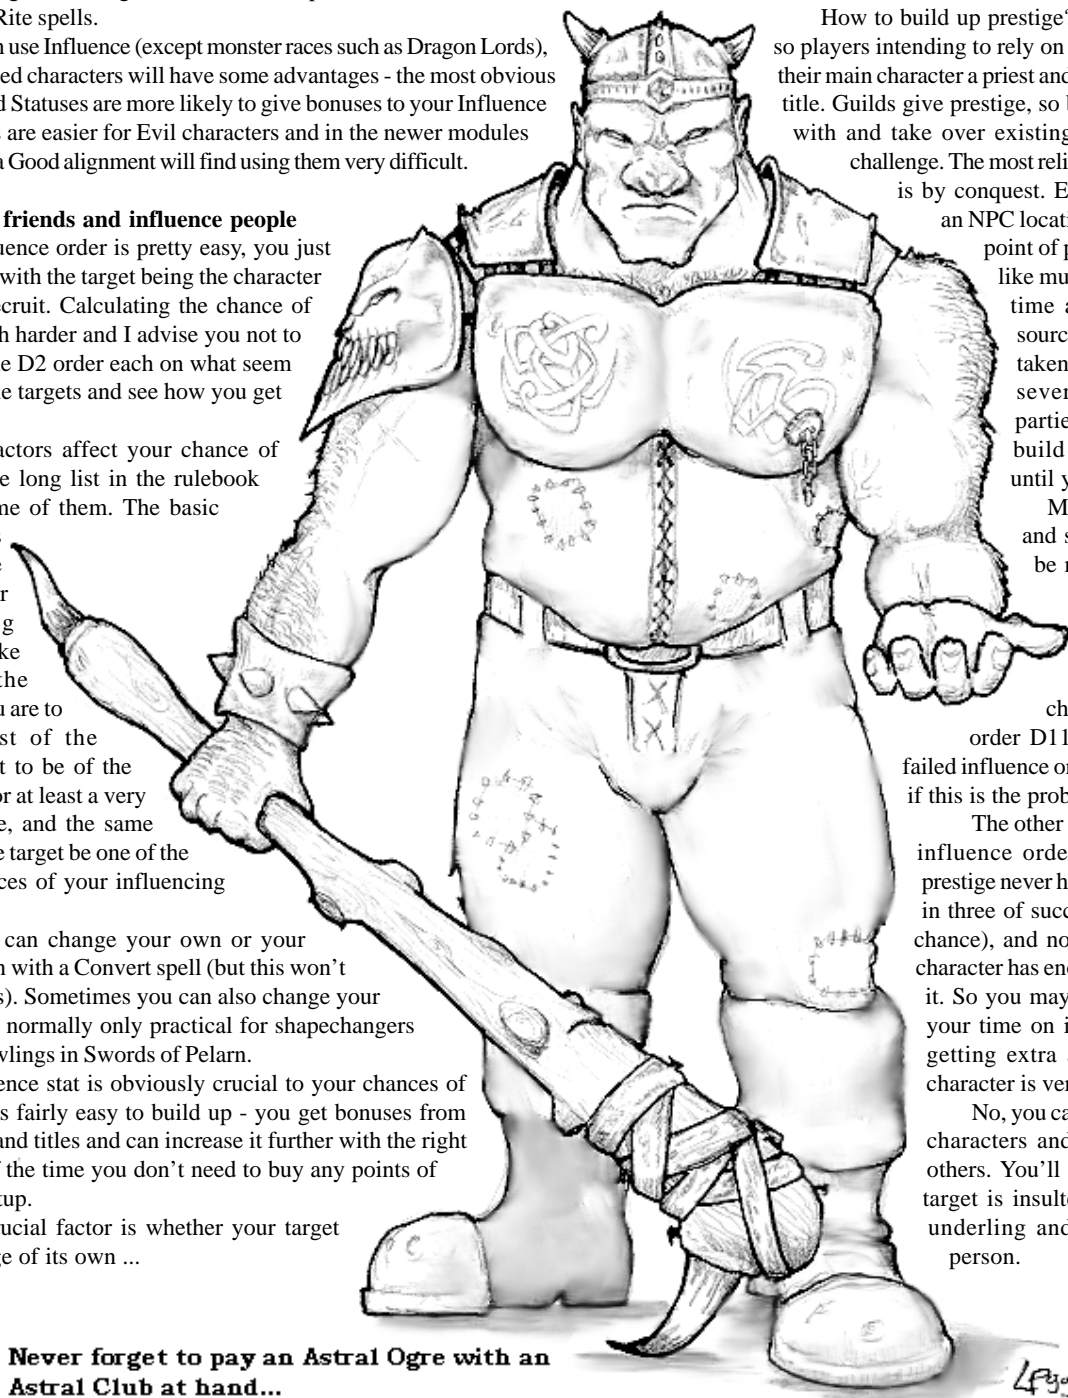 Rite spells.
use Influence (except monster races such as Dragon Lords),
ed characters will have some advantages - the most obvious
d Statuses are more likely to give bonuses to your Influence
are easier for Evil characters and in the newer modules
a Good alignment will find using them very difficult.
friends and influence people
uence order is pretty easy, you just
with the target being the character
ecruit. Calculating the chance of
h harder and I advise you not to
e D2 order each on what seem
e targets and see how you get
actors affect your chance of
e long list in the rulebook
me of them. The basic
r
g
ke
the
u are to
st of the
t to be of the
or at least a very
e, and the same
e target be one of the
ces of your influencing
can change your own or your
n with a Convert spell (but this won't
s). Sometimes you can also change your
normally only practical for shapechangers
wlings in Swords of Pelarn.
ence stat is obviously crucial to your chances of
s fairly easy to build up - you get bonuses from
and titles and can increase it further with the right
f the time you don't need to buy any points of
tup.
rucial factor is whether your target
ge of its own ...
How to build up prestige?
so players intending to rely on
their main character a priest and
title. Guilds give prestige, so b
with and take over existing
challenge. The most reli
is by conquest. E
an NPC locati
point of p
like mu
time a
sourc
taken
sever
partie
build
until y
M
and s
be r
ch
order D11
failed influence or
if this is the prob
The other
influence orde
prestige never h
in three of succ
chance), and no
character has eno
it. So you may
your time on i
getting extra a
character is ver
No, you ca
characters and
others. You'll
target is insulte
underling and
person.
Never forget to pay an Astral Ogre with an
Astral Club at hand...